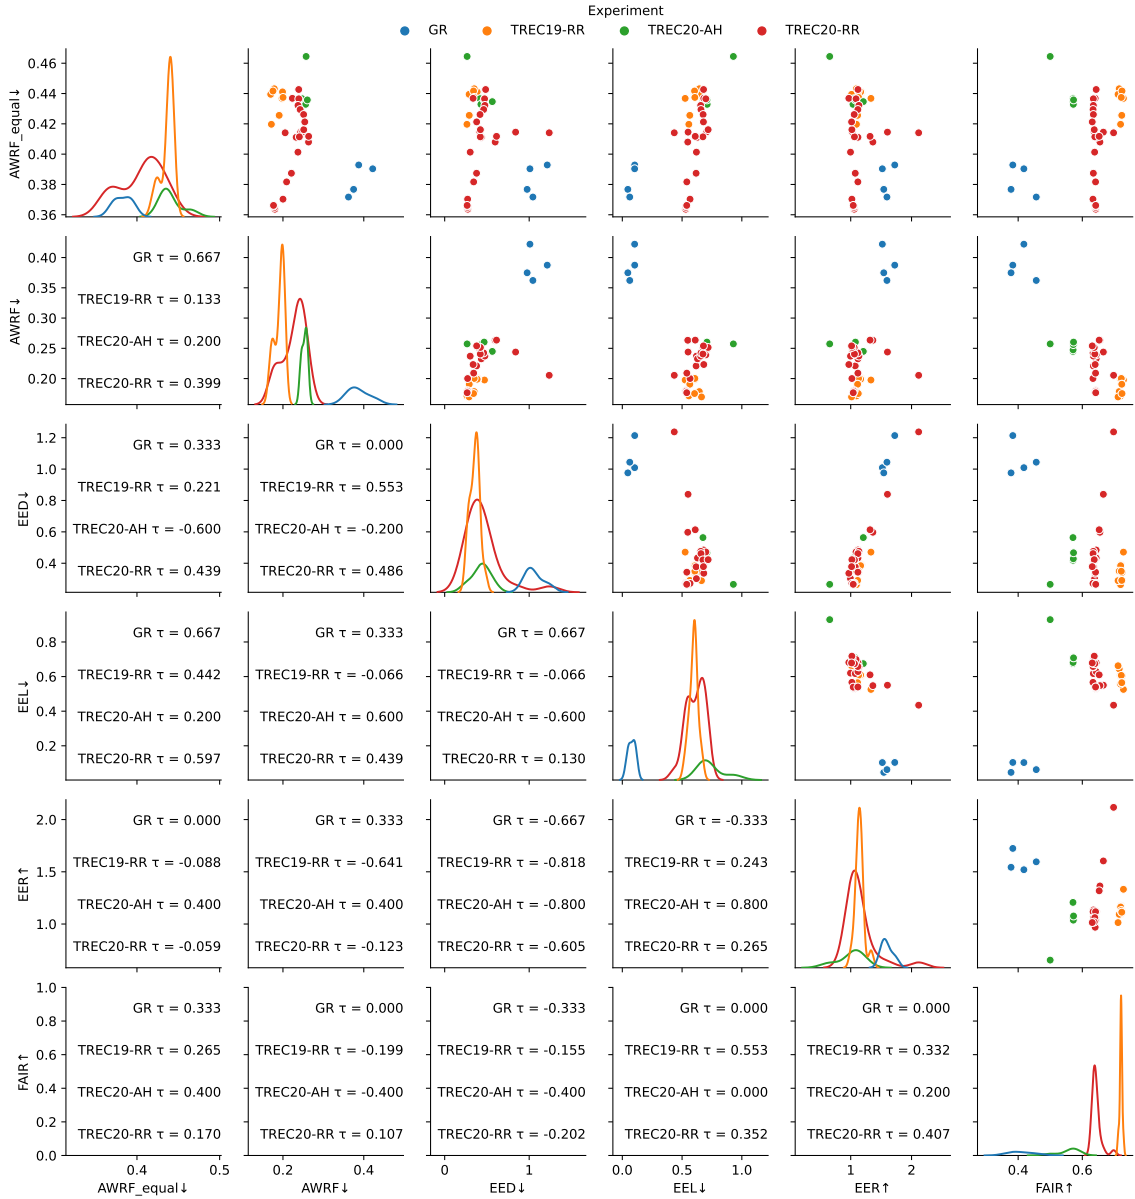 Experiment
GR TREC19-RR TREC20-AH TREC20-RR
AWRF_equal↓
0.46
0.44
0.42
0.40
0.38
0.36
AWRF↓
0.40
0.35
0.30
0.25
0.20
GR τ = 0.667
TREC19-RR τ = 0.133
TREC20-AH τ = 0.200
TREC20-RR τ = 0.399
EED↓
1.2
1.0
0.8
0.6
0.4
GR τ = 0.333
TREC19-RR τ = 0.221
TREC20-AH τ = -0.600
TREC20-RR τ = 0.439
GR τ = 0.000
TREC19-RR τ = 0.553
TREC20-AH τ = -0.200
TREC20-RR τ = 0.486
EEL↓
0.8
0.6
0.4
0.2
GR τ = 0.667
TREC19-RR τ = 0.442
TREC20-AH τ = 0.200
TREC20-RR τ = 0.597
GR τ = 0.333
TREC19-RR τ = -0.066
TREC20-AH τ = 0.600
TREC20-RR τ = 0.439
GR τ = 0.667
TREC19-RR τ = -0.066
TREC20-AH τ = -0.600
TREC20-RR τ = 0.130
EER↑
2.0
1.5
1.0
GR τ = 0.000
TREC19-RR τ = -0.088
TREC20-AH τ = 0.400
TREC20-RR τ = -0.059
GR τ = 0.333
TREC19-RR τ = -0.641
TREC20-AH τ = 0.400
TREC20-RR τ = -0.123
GR τ = -0.667
TREC19-RR τ = -0.818
TREC20-AH τ = -0.800
TREC20-RR τ = -0.605
GR τ = -0.333
TREC19-RR τ = 0.243
TREC20-AH τ = 0.800
TREC20-RR τ = 0.265
FAIR↑
1.0
0.8
0.6
0.4
0.2
0.0
GR τ = 0.333
TREC19-RR τ = 0.265
TREC20-AH τ = 0.400
TREC20-RR τ = 0.170
GR τ = 0.000
TREC19-RR τ = -0.199
TREC20-AH τ = -0.400
TREC20-RR τ = 0.107
GR τ = -0.333
TREC19-RR τ = -0.155
TREC20-AH τ = -0.400
TREC20-RR τ = -0.202
GR τ = 0.000
TREC19-RR τ = 0.553
TREC20-AH τ = 0.000
TREC20-RR τ = 0.352
GR τ = 0.000
TREC19-RR τ = 0.332
TREC20-AH τ = 0.200
TREC20-RR τ = 0.407
0.4 0.5
AWRF_equal↓
0.2 0.4
AWRF↓
0 1
EED↓
0.0 0.5 1.0
EEL↓
1 2
EER↑
0.4 0.6
FAIR↑